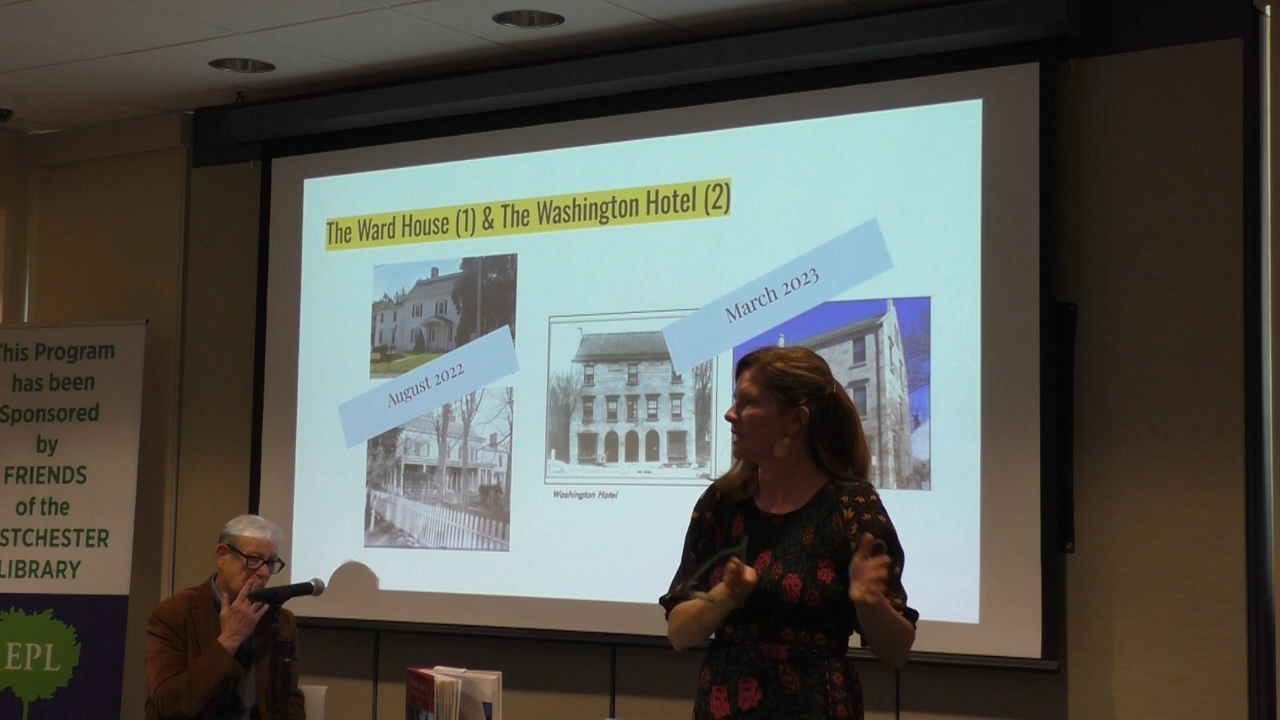 The Ward House (1) & The Washington Hotel (2)
March 2023
August 2022
Washington Hotel
This Program
has been
Sponsored
by
FRIENDS
of the
STCHESTER
LIBRARY
EPL